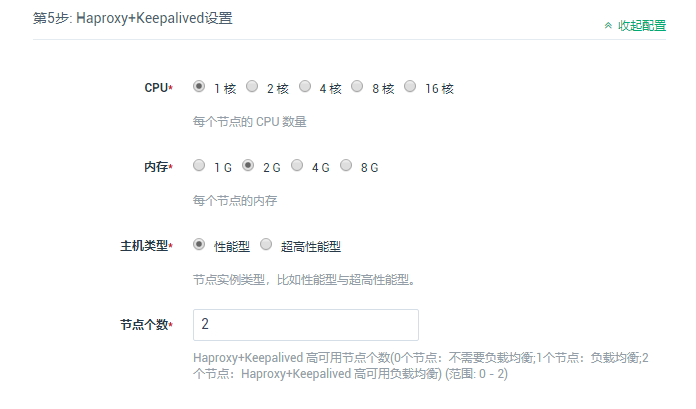 第5步: Haproxy+Keepalived设置
收起配置
CPU* 1 核 2 核 4 核 8 核 16 核
每个节点的 CPU 数量
内存* 1 G 2 G 4 G 8 G
每个节点的内存
主机类型* 性能型 超高性能型
节点实例类型，比如性能型与超高性能型。
节点个数* 2
Haproxy+Keepalived 高可用节点个数(0个节点：不需要负载均衡;1个节点：负载均衡;2
个节点：Haproxy+Keepalived 高可用负载均衡) (范围: 0 - 2)